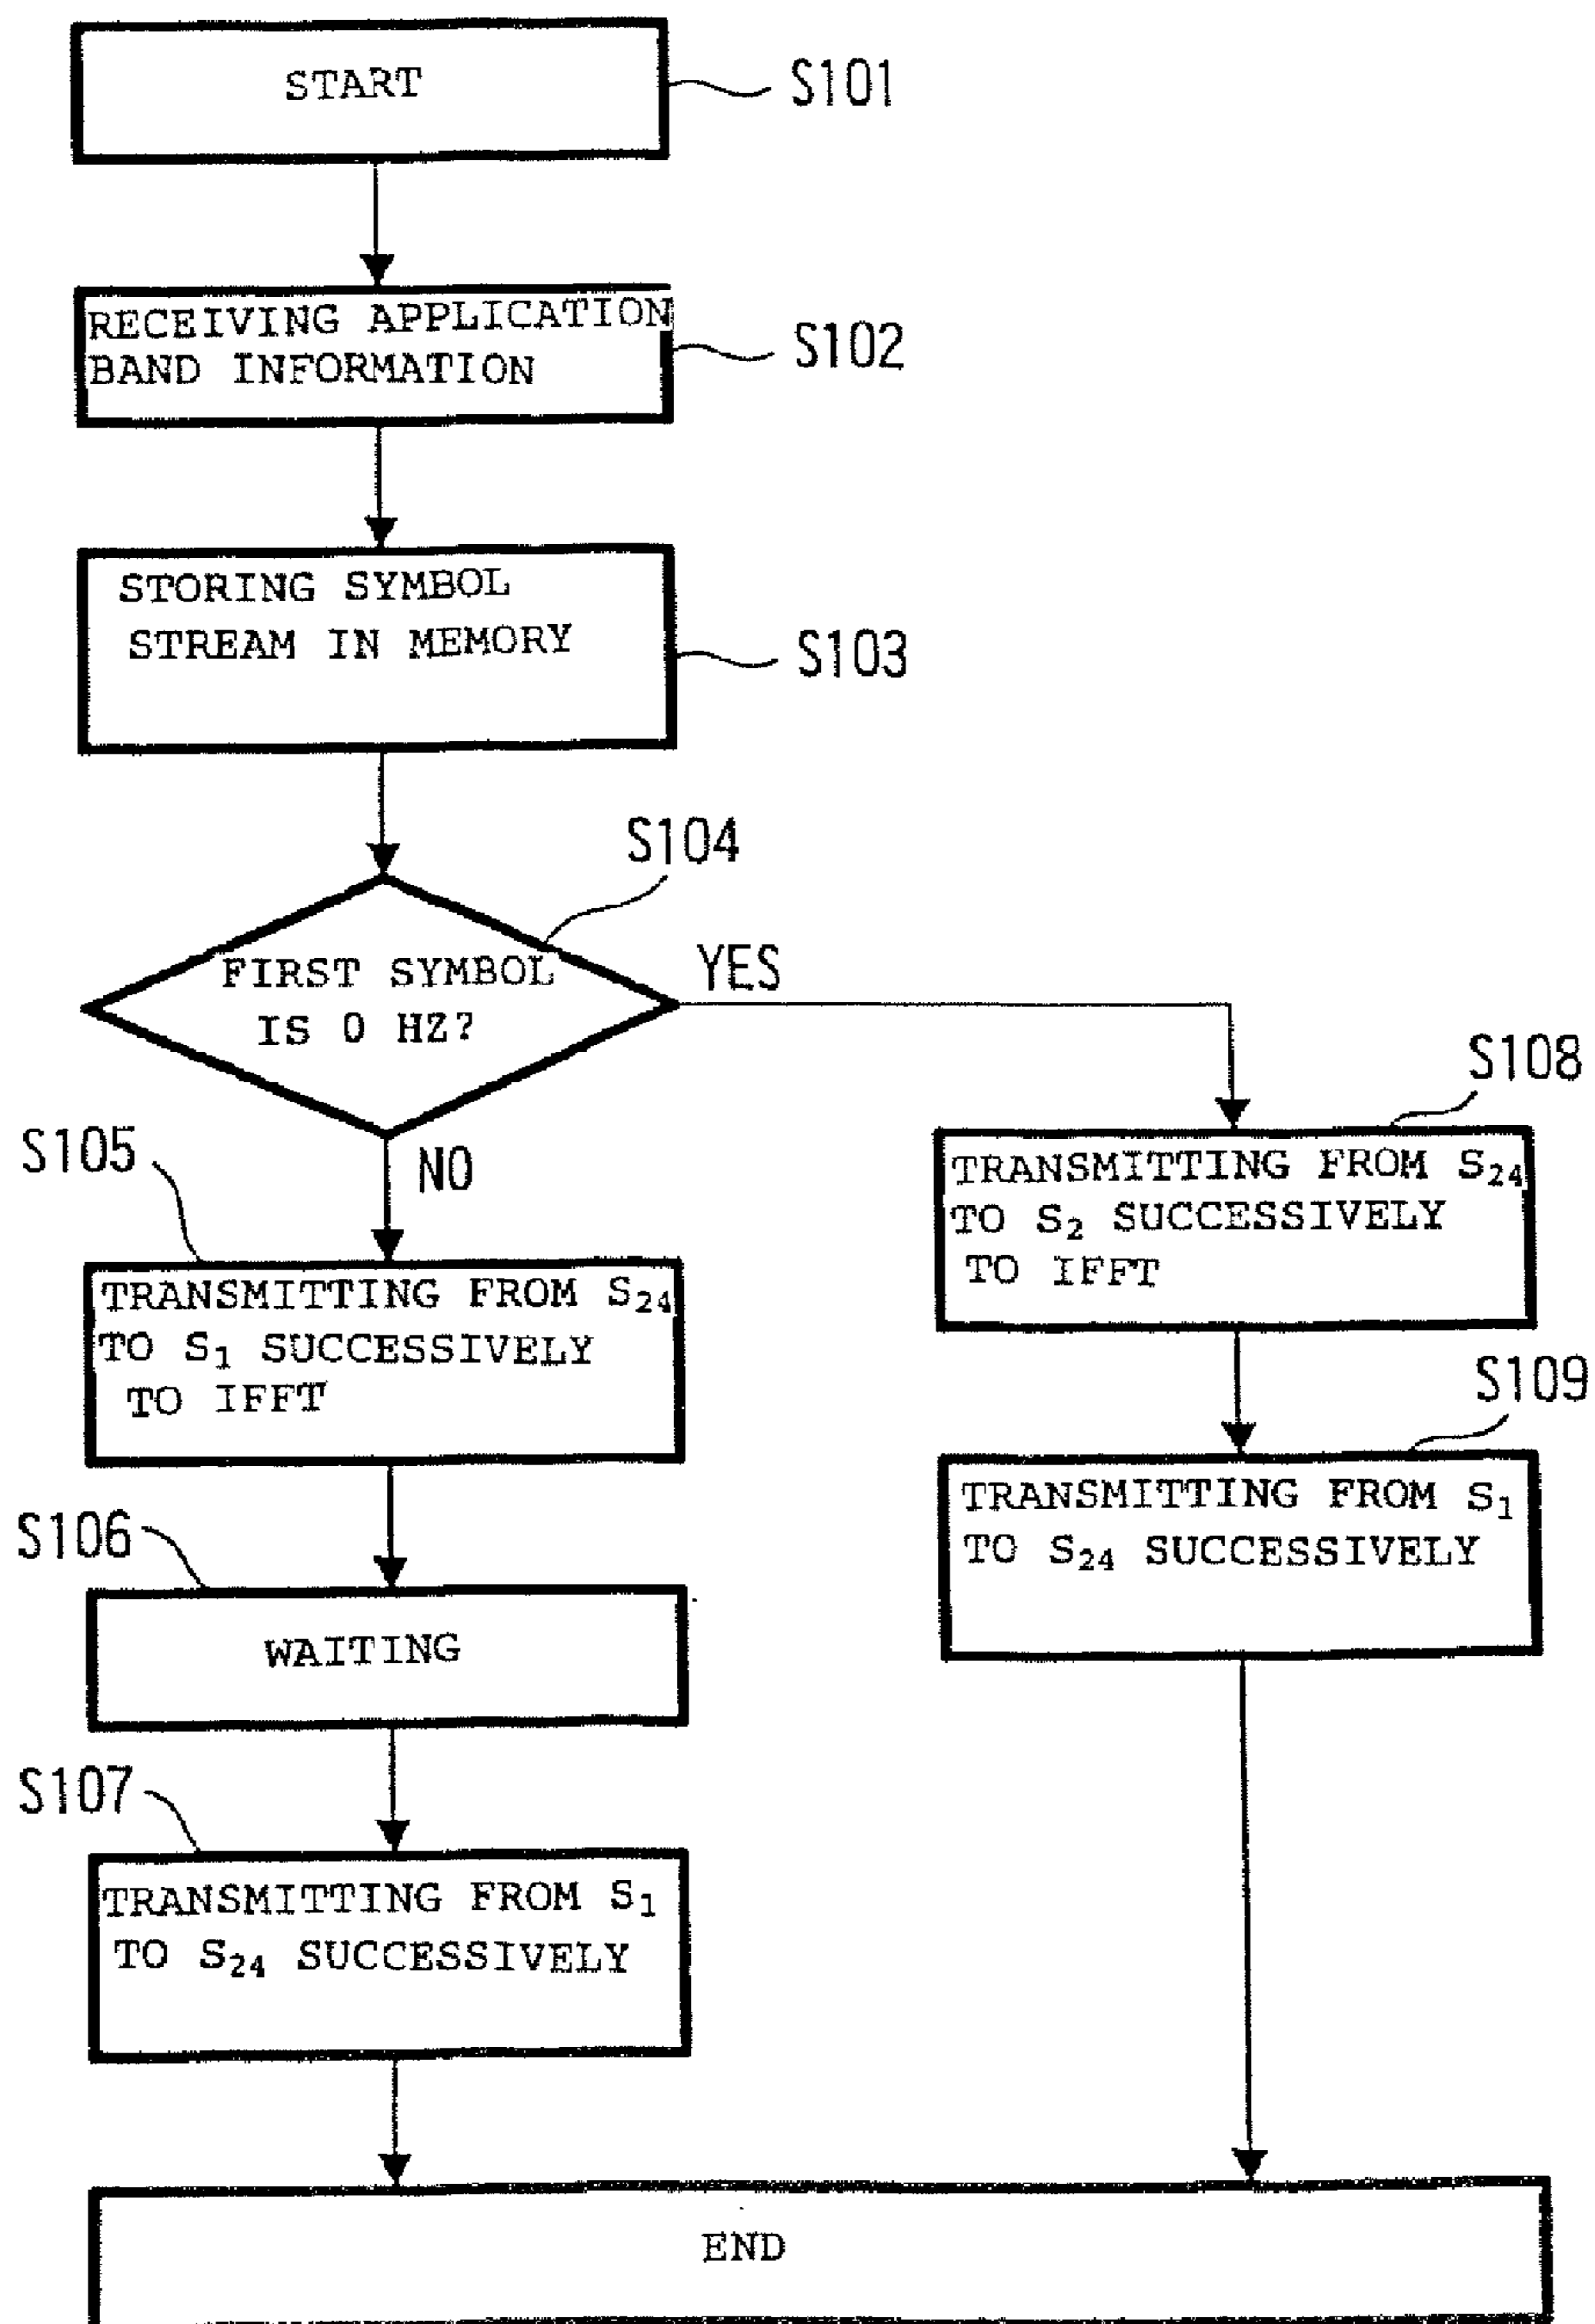 START
S101
RECEIVING APPLICATION
BAND INFORMATION
S102
STORING SYMBOL
STREAM IN MEMORY
S103
S104
FIRST SYMBOL
IS 0 HZ?
YES
NO
S105
TRANSMITTING FROM S24
TO S1 SUCCESSIVELY
TO IFFT
S106
WAITING
S107
TRANSMITTING FROM S1
TO S24 SUCCESSIVELY
S108
TRANSMITTING FROM S24
TO S2 SUCCESSIVELY
TO IFFT
S109
TRANSMITTING FROM S1
TO S24 SUCCESSIVELY
END